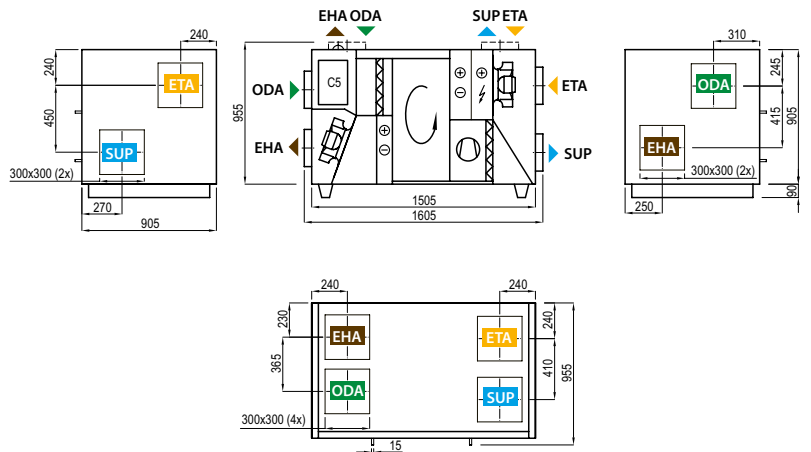 240
240
ETA
450
SUP
300x300 (2x)
270
905
EHA ODA
SUP ETA
955
ODA
C5
ETA
EHA
SUP
1505
1605
310
245
ODA
905
415
EHA
300x300 (2x)
90
250
240
240
230
EHA
ETA
240
365
410
955
ODA
SUP
300x300 (4x)
15